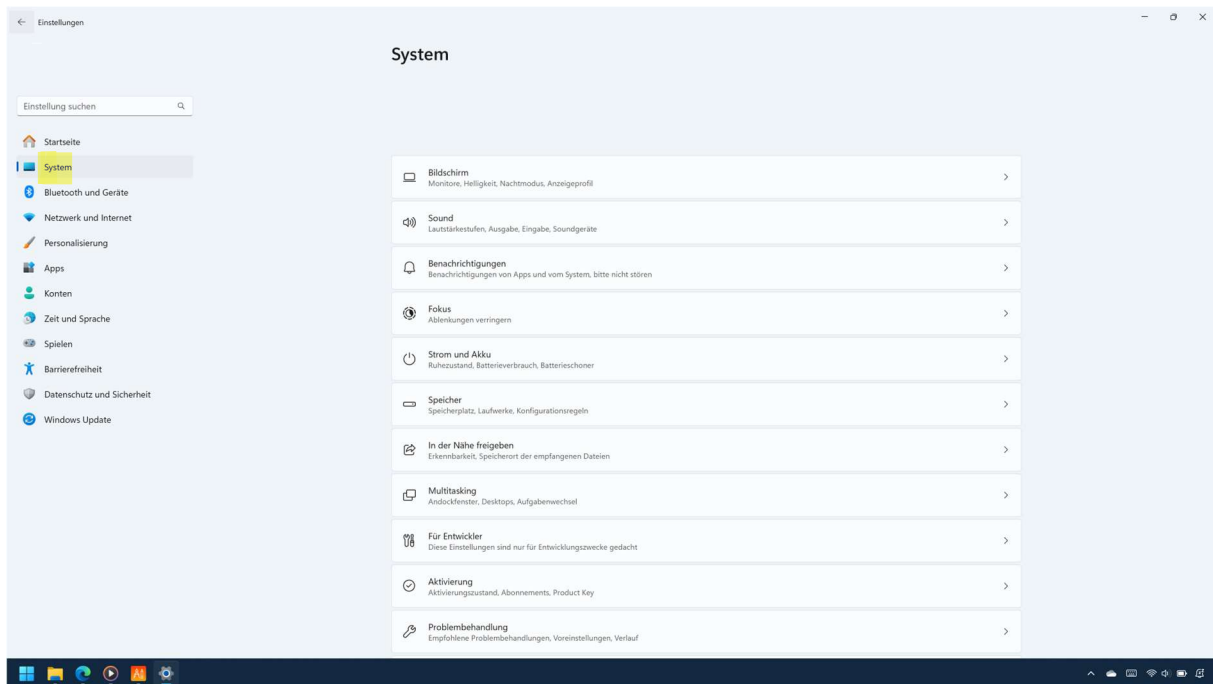 Einstellungen
System
Einstellung suchen
Startseite
System
Bluetooth und Geräte
Netzwerk und Internet
Personalisierung
Apps
Konten
Zeit und Sprache
Spielen
Barrierefreiheit
Datenschutz und Sicherheit
Windows Update
Bildschirm
Monitore, Helligkeit, Nachtmodus, Anzeigeprofil
Sound
Lautstärkestufen, Ausgabe, Eingabe, Soundgeräte
Benachrichtigungen
Benachrichtigungen von Apps und vom System, bitte nicht stören
Fokus
Ablenkungen verringern
Strom und Akku
Ruhezustand, Batterieverbrauch, Batterieschoner
Speicher
Speicherplatz, Laufwerke, Konfigurationsregeln
In der Nähe freigeben
Erkennbarkeit, Speicherort der empfangenen Dateien
Multitasking
Andockfenster, Desktops, Aufgabenwechsel
Für Entwickler
Diese Einstellungen sind nur für Entwicklungszwecke gedacht
Aktivierung
Aktivierungszustand, Abonnements, Product Key
Problembehandlung
Empfohlene Problembehandlungen, Voreinstellungen, Verlauf